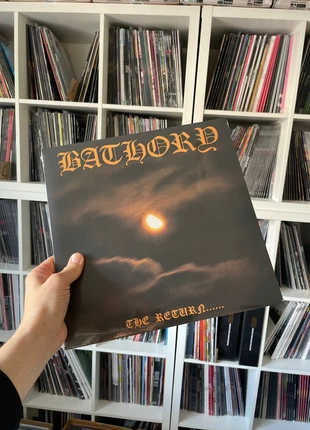 BATHORY
THE RETURN......